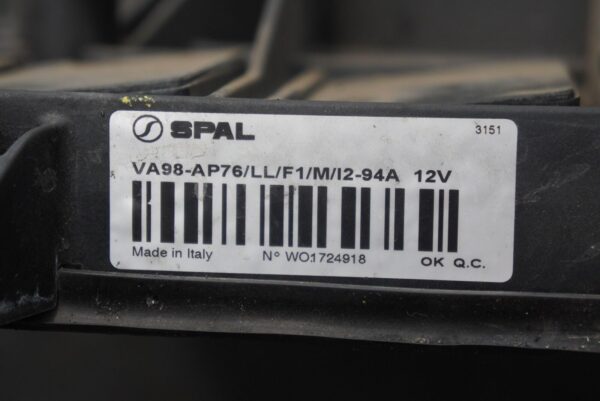 SPAL
3151
VA98-AP76/LL/F1/M/I2-94A 12V
Made in Italy N° WO1724918 OK Q.C.